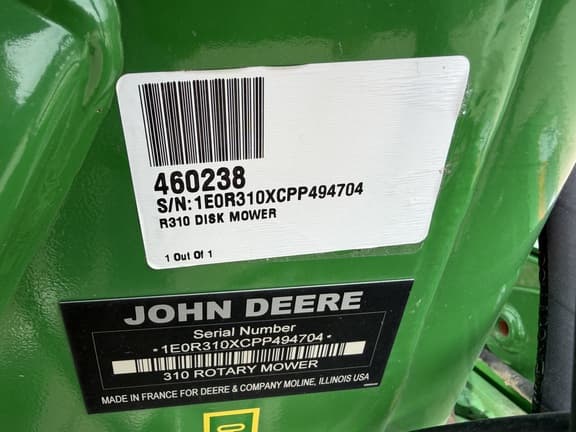 460238
S/N:1E0R310XCPP494704
R310 DISK MOWER
1 Out Of 1
JOHN DEERE
Serial Number
*1E0R310XCPP494704*
310 ROTARY MOWER
MADE IN FRANCE FOR DEERE & COMPANY MOLINE, ILLINOIS USA